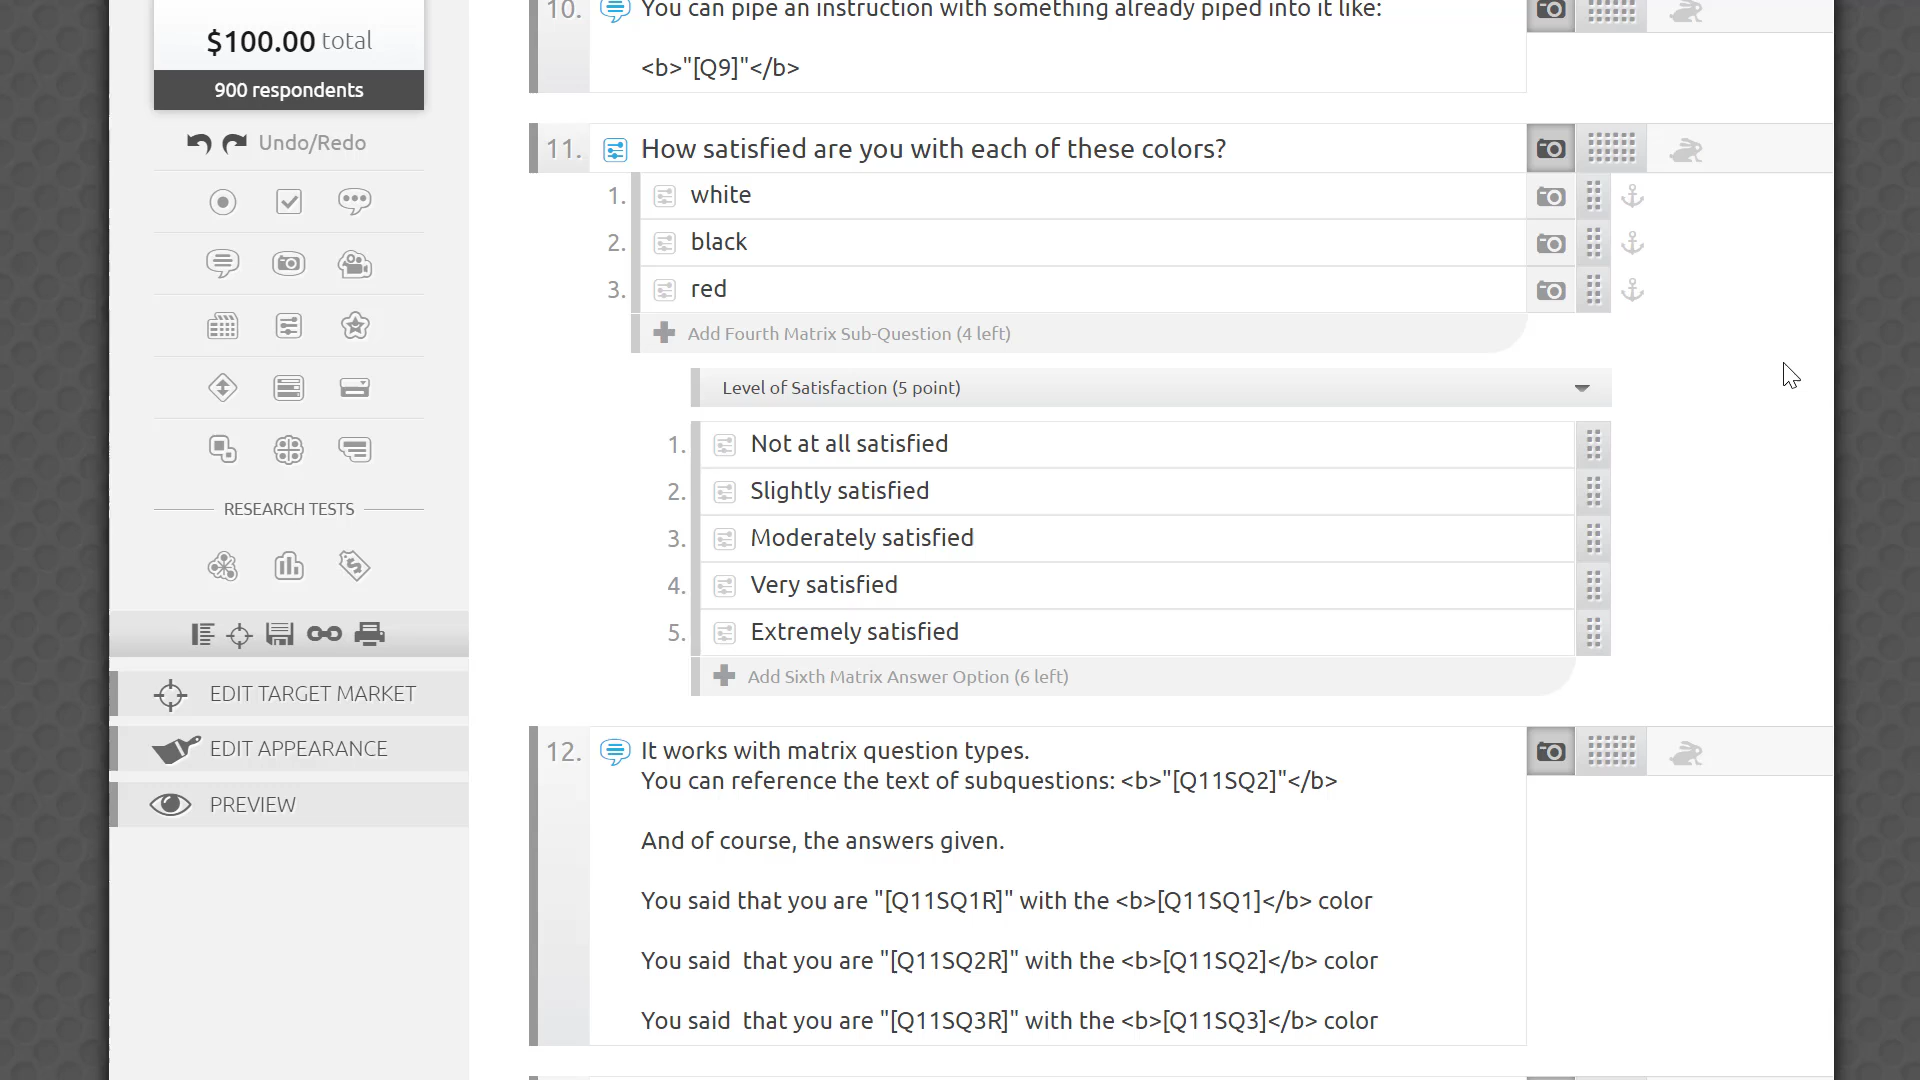 $100.00 total
900 respondents
Undo/Redo
RESEARCH TESTS
EDIT TARGET MARKET
EDIT APPEARANCE
PREVIEW
10. You can pipe an instruction with something already piped into it like:
<b>"[Q9]"</b>
11. How satisfied are you with each of these colors?
1. white
2. black
3. red
Add Fourth Matrix Sub-Question (4 left)
Level of Satisfaction (5 point)
1. Not at all satisfied
2. Slightly satisfied
3. Moderately satisfied
4. Very satisfied
5. Extremely satisfied
Add Sixth Matrix Answer Option (6 left)
12. It works with matrix question types.
You can reference the text of subquestions: <b>"[Q11SQ2]"</b>
And of course, the answers given.
You said that you are "[Q11SQ1R]" with the <b>[Q11SQ1]</b> color
You said  that you are "[Q11SQ2R]" with the <b>[Q11SQ2]</b> color
You said  that you are "[Q11SQ3R]" with the <b>[Q11SQ3]</b> color